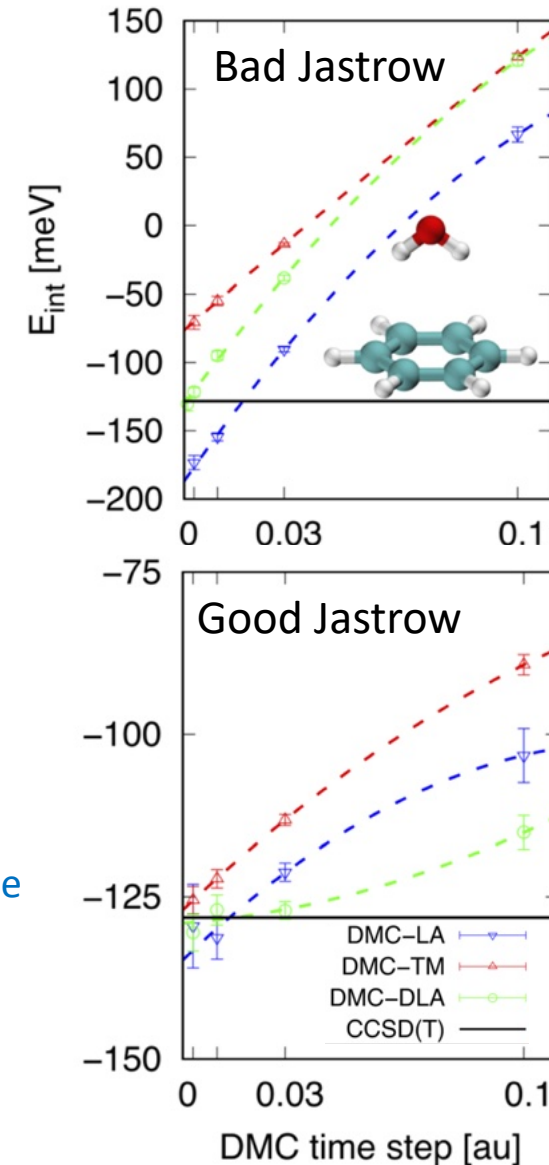 Bad Jastrow
E_int [meV]
150
100
50
0
−50
−100
−150
−200
0 0.03 0.1
Good Jastrow
−75
−100
−125
−150
e
DMC−LA
DMC−TM
DMC−DLA
CCSD(T)
0 0.03 0.1
DMC time step [au]